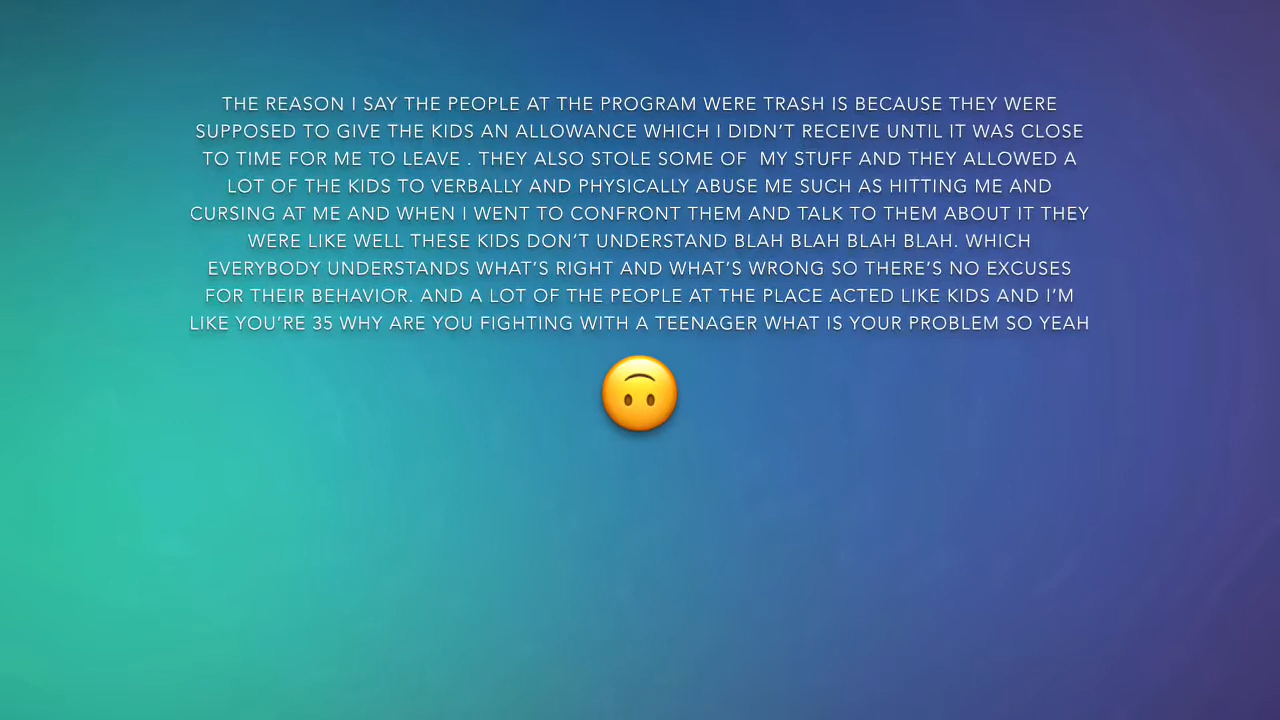 THE REASON I SAY THE PEOPLE AT THE PROGRAM WERE TRASH IS BECAUSE THEY WERE
SUPPOSED TO GIVE THE KIDS AN ALLOWANCE WHICH I DIDN’T RECEIVE UNTIL IT WAS CLOSE
TO TIME FOR ME TO LEAVE . THEY ALSO STOLE SOME OF  MY STUFF AND THEY ALLOWED A
LOT OF THE KIDS TO VERBALLY AND PHYSICALLY ABUSE ME SUCH AS HITTING ME AND
CURSING AT ME AND WHEN I WENT TO CONFRONT THEM AND TALK TO THEM ABOUT IT THEY
WERE LIKE WELL THESE KIDS DON’T UNDERSTAND BLAH BLAH BLAH BLAH. WHICH
EVERYBODY UNDERSTANDS WHAT’S RIGHT AND WHAT’S WRONG SO THERE’S NO EXCUSES
FOR THEIR BEHAVIOR. AND A LOT OF THE PEOPLE AT THE PLACE ACTED LIKE KIDS AND I’M
LIKE YOU’RE 35 WHY ARE YOU FIGHTING WITH A TEENAGER WHAT IS YOUR PROBLEM SO YEAH
🙃